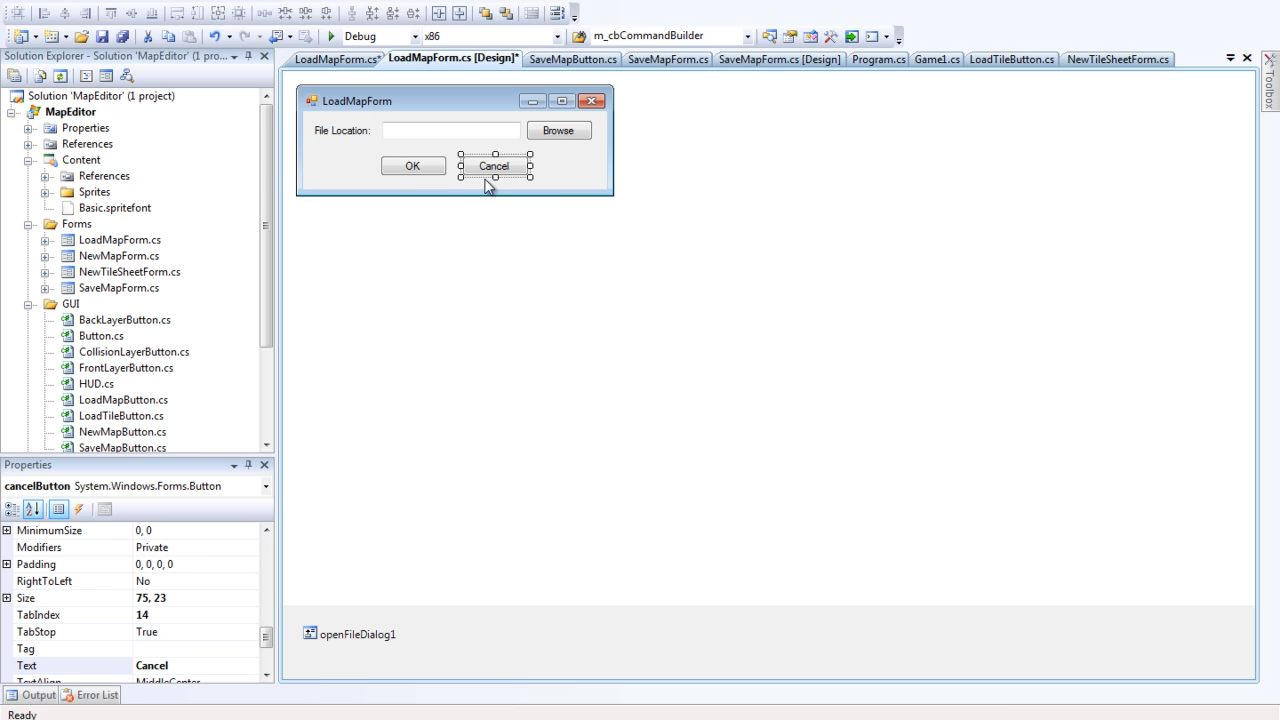 Debug
x86
m_cbCommandBuilder
Solution Explorer - Solution 'MapEditor' (1 pro...
LoadMapForm.cs*
LoadMapForm.cs [Design]*
SaveMapButton.cs
SaveMapForm.cs
SaveMapForm.cs [Design]
Program.cs
Game1.cs
LoadTileButton.cs
NewTileSheetForm.cs
Toolbox
Solution 'MapEditor' (1 project)
MapEditor
Properties
References
Content
References
Sprites
Basic.spritefont
Forms
LoadMapForm.cs
NewMapForm.cs
NewTileSheetForm.cs
SaveMapForm.cs
GUI
BackLayerButton.cs
Button.cs
CollisionLayerButton.cs
FrontLayerButton.cs
HUD.cs
LoadMapButton.cs
LoadTileButton.cs
NewMapButton.cs
SaveMapButton.cs
LoadMapForm
File Location:
Browse
OK
Cancel
openFileDialog1
Properties
cancelButton System.Windows.Forms.Button
MinimumSize 0, 0
Modifiers Private
Padding 0, 0, 0, 0
RightToLeft No
Size 75, 23
TabIndex 14
TabStop True
Tag
Text Cancel
TextAlign MiddleCenter
Output
Error List
Ready